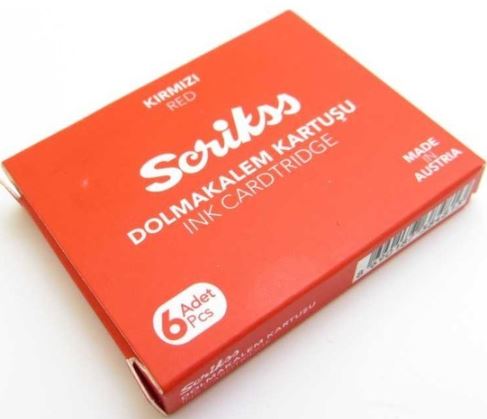 KIRMIZI
RED
Scrikss
DOLMAKALEM KARTUŞU
INK CARDTRIDGE
MADE
IN
AUSTRIA
6 Adet
Pcs
Scrikss
DOLMAKALEM KARTUŞU